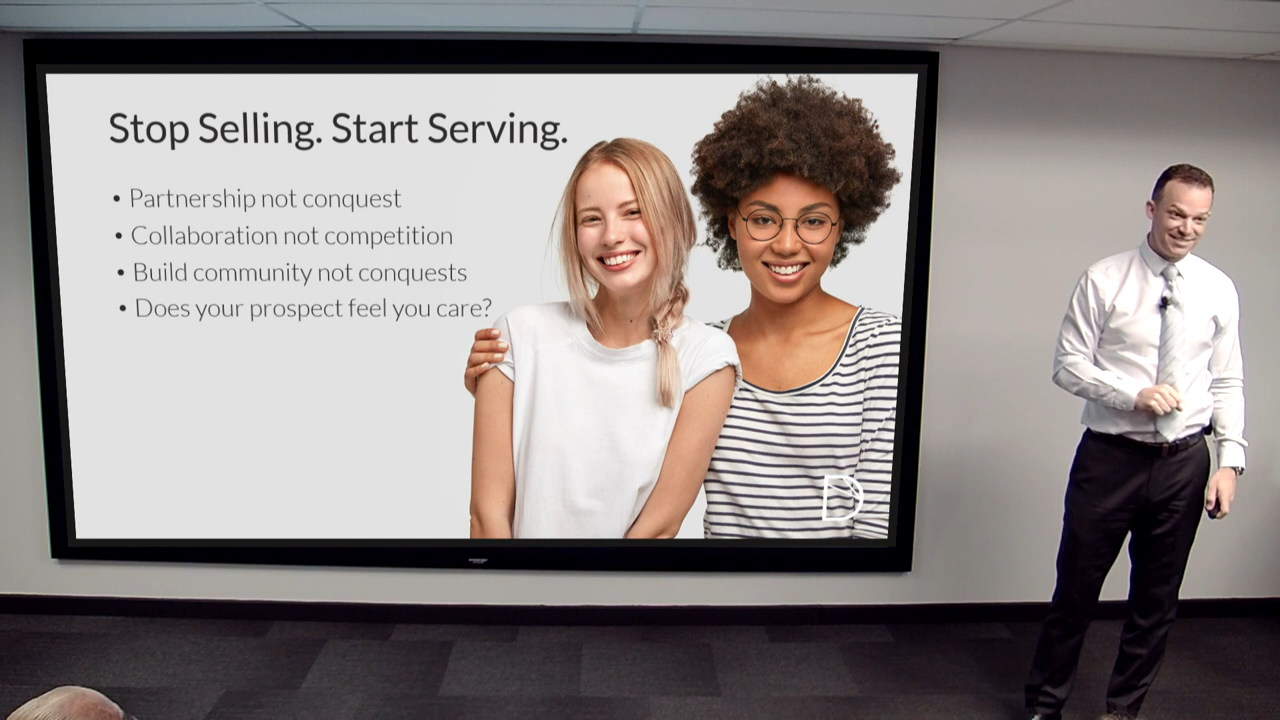 Stop Selling. Start Serving.
• Partnership not conquest
• Collaboration not competition
• Build community not conquests
• Does your prospect feel you care?
D